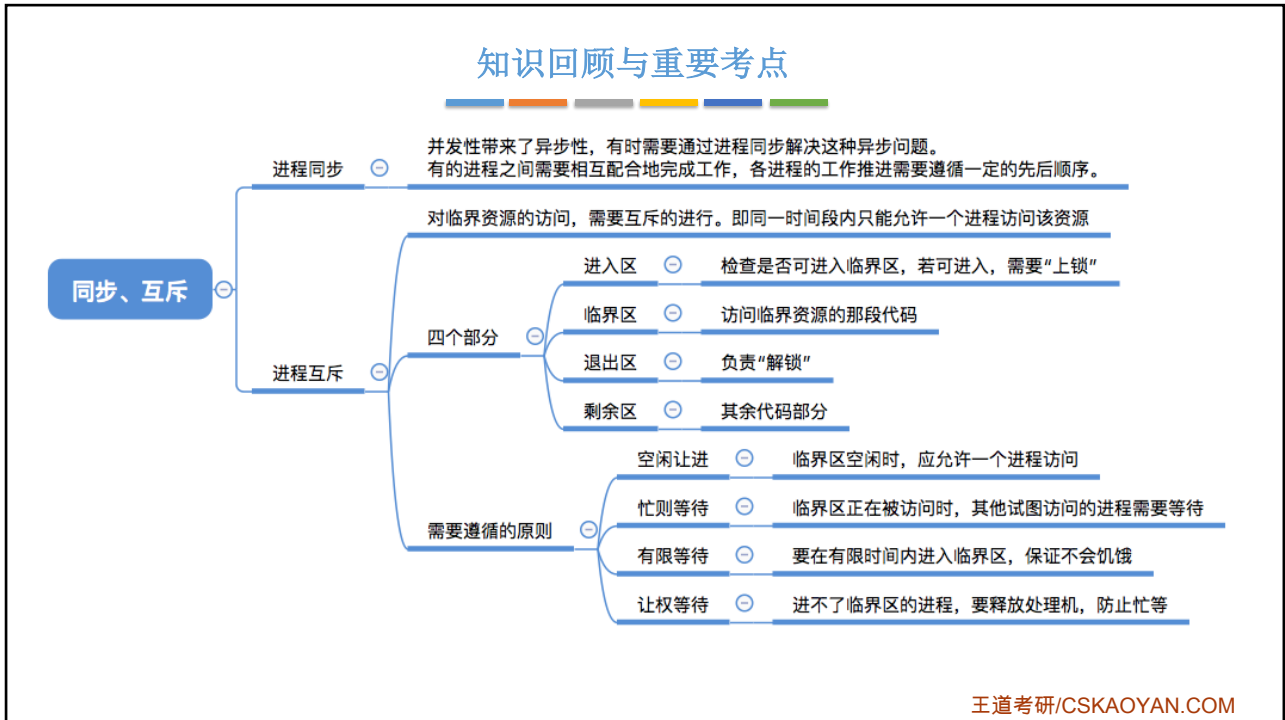 知识回顾与重要考点
同步、互斥
进程同步
并发性带来了异步性，有时需要通过进程同步解决这种异步问题。
有的进程之间需要相互配合地完成工作，各进程的工作推进需要遵循一定的先后顺序。
进程互斥
对临界资源的访问，需要互斥的进行。即同一时间段内只能允许一个进程访问该资源
四个部分
进入区
检查是否可进入临界区，若可进入，需要“上锁”
临界区
访问临界资源的那段代码
退出区
负责“解锁”
剩余区
其余代码部分
需要遵循的原则
空闲让进
临界区空闲时，应允许一个进程访问
忙则等待
临界区正在被访问时，其他试图访问的进程需要等待
有限等待
要在有限时间内进入临界区，保证不会饥饿
让权等待
进不了临界区的进程，要释放处理机，防止忙等
王道考研/CSKAOYAN.COM